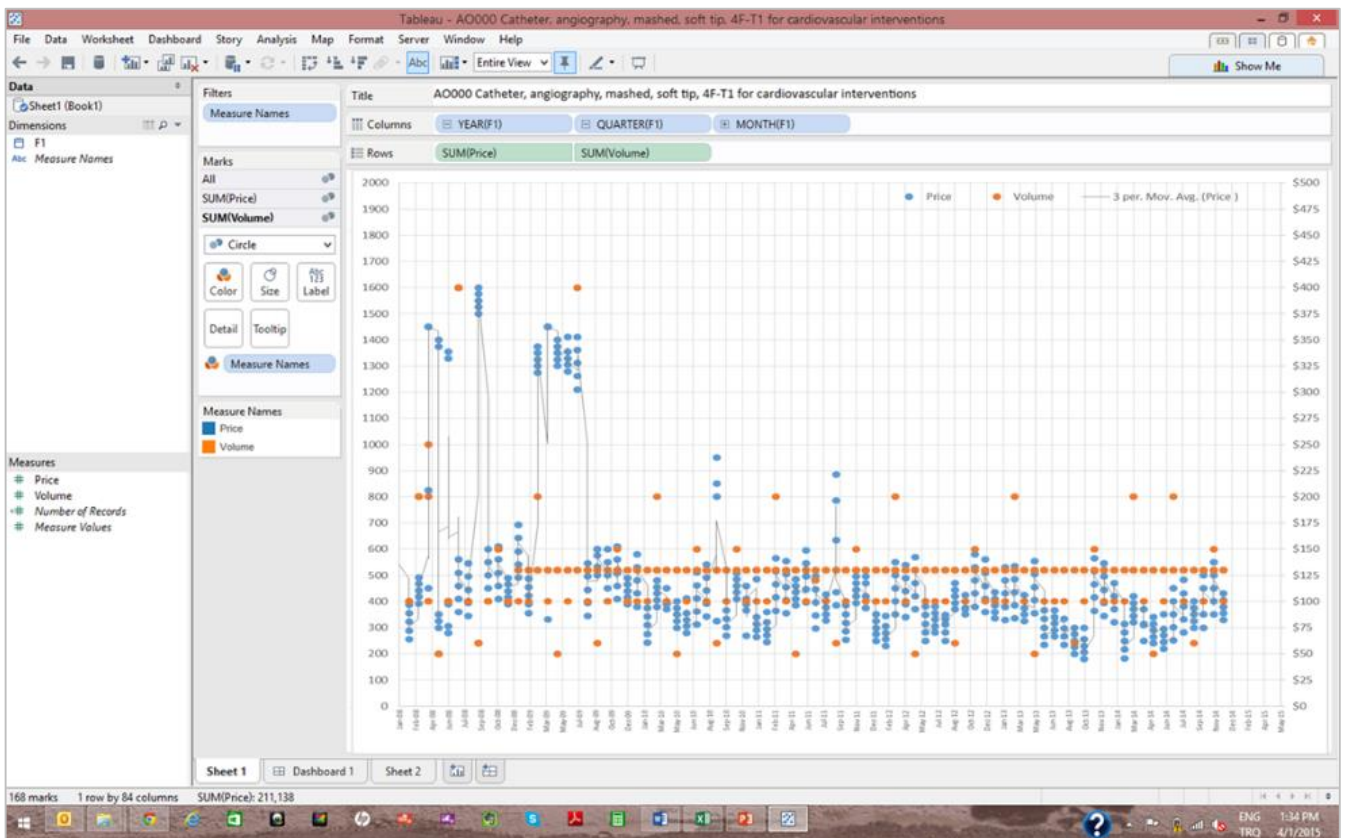 Tableau - AO000 Catheter, angiography, mashed, soft tip. 4F-T1 for cardiovascular interventions
File Data Worksheet Dashboard Story Analysis Map Format Server Window Help
Abc Entire View Show Me
Data
Sheet1 (Book1)
Dimensions
F1
Abc Measure Names
Measures
Price
Volume
Number of Records
Measure Values
Filters
Measure Names
Marks
All
SUM(Price)
SUM(Volume)
Circle
Color Size Label
Detail Tooltip
Measure Names
Measure Names
Price
Volume
Title AO000 Catheter, angiography, mashed, soft tip, 4F-T1 for cardiovascular interventions
Columns YEAR(F1) QUARTER(F1) MONTH(F1)
Rows SUM(Price) SUM(Volume)
Price Volume 3 per. Mov. Avg. (Price )
2000 $500
1900 $475
1800 $450
1700 $425
1600 $400
1500 $375
1400 $350
1300 $325
1200 $300
1100 $275
1000 $250
900 $225
800 $200
700 $175
600 $150
500 $125
400 $100
300 $75
200 $50
100 $25
0 $0
Sheet 1 Dashboard 1 Sheet 2
168 marks 1 row by 84 columns SUM(Price): 211,138
ENG 1:34 PM
TRQ 4/1/2015